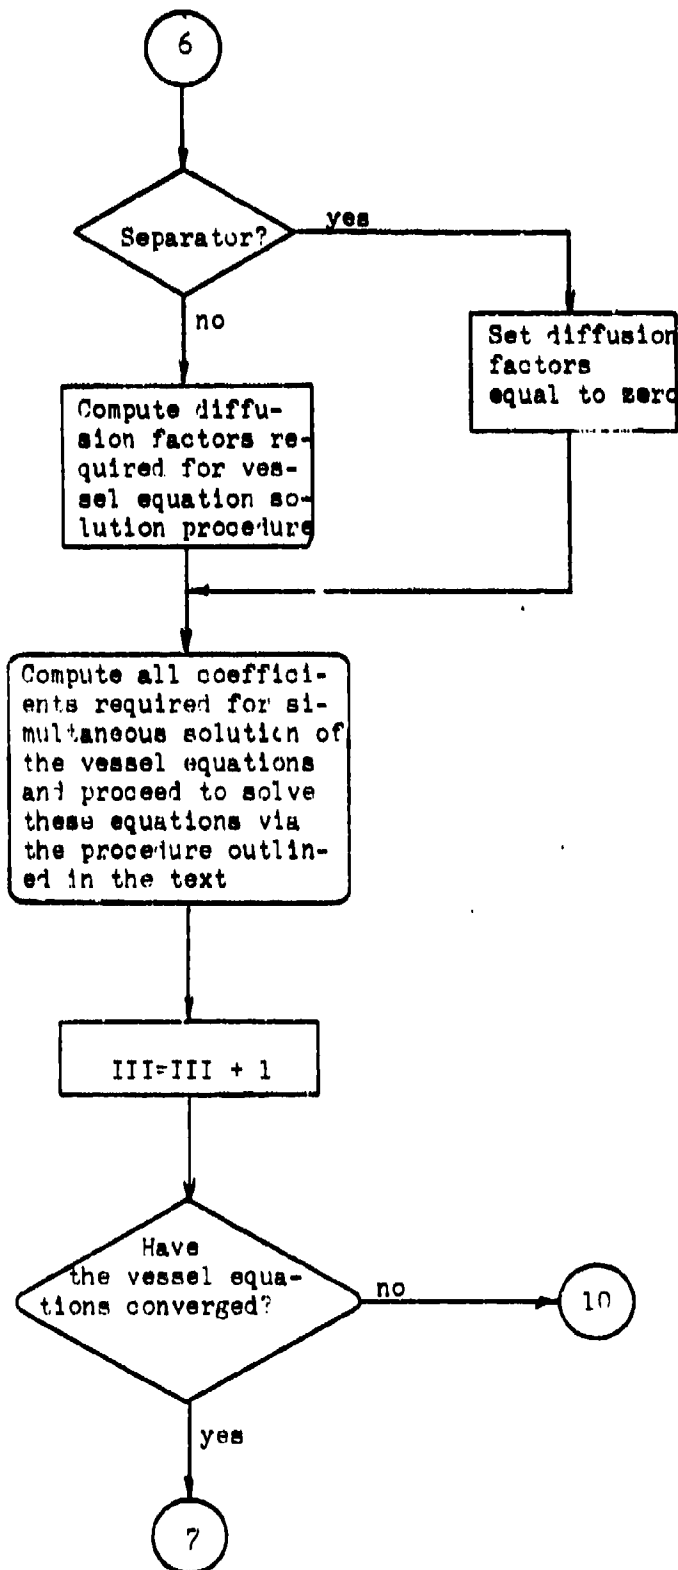 6
Separator?
yes
no
Set diffusion
factors
equal to zero
Compute diffu-
sion factors re-
quired for ves-
sel equation so-
lution procedure
Compute all coeffici-
ents required for si-
multaneous solution of
the vessel equations
and proceed to solve
these equations via
the procedure outlin-
ed in the text
III=III + 1
Have
the vessel equa-
tions converged?
no
10
yes
7